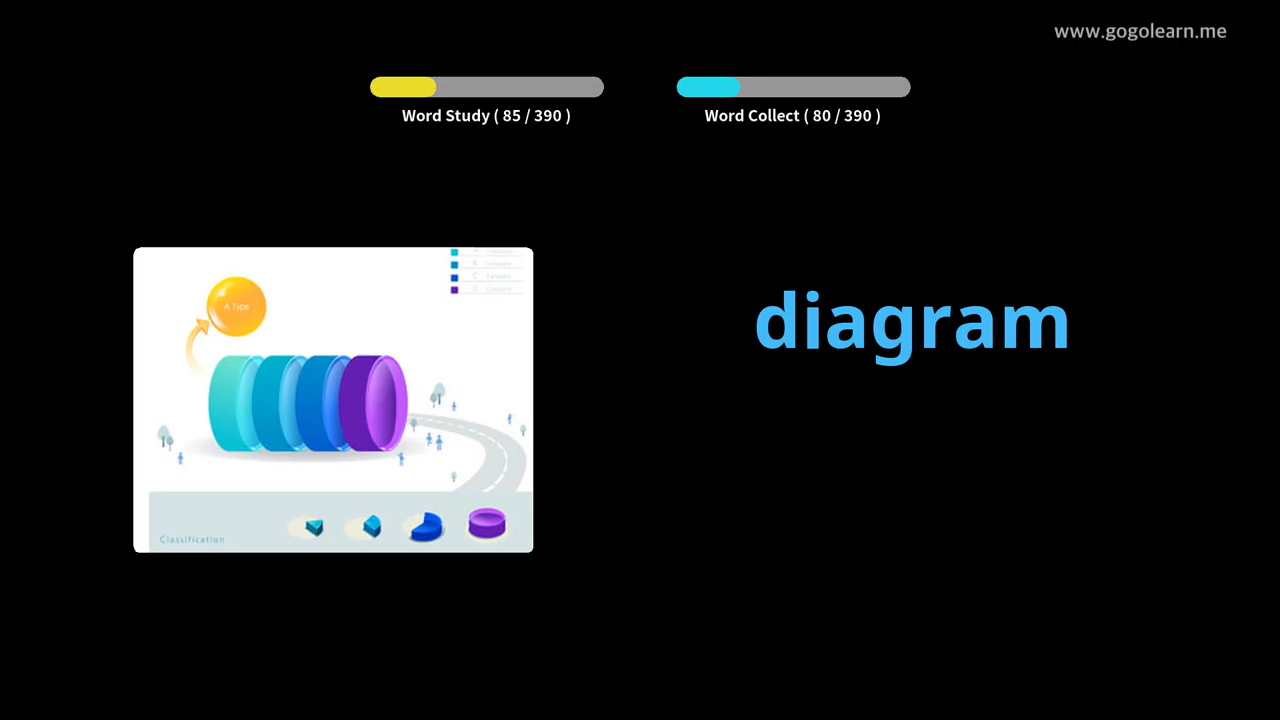 www.gogolearn.me
Word Study ( 85 / 390 )
Word Collect ( 80 / 390 )
A Type
diagram
B
C
D
Classification